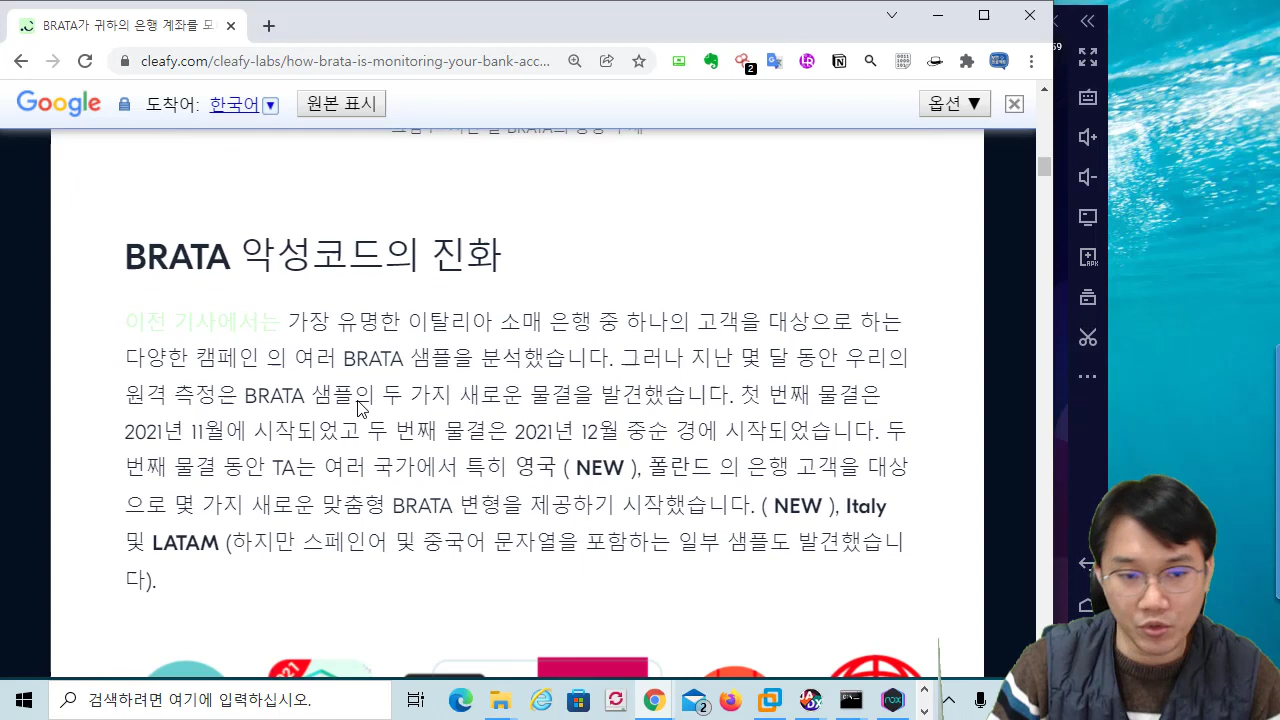 BRATA가 귀하의 은행 계좌를 모니
cleafy.com/cleafy-labs/how-brata-is-monitoring-your-bank-acc...
2
Google 도착어: 한국어 원본 표시 옵션 ▼
BRATA 악성코드의 진화
이전 기사에서는 가장 유명한 이탈리아 소매 은행 중 하나의 고객을 대상으로 하는
다양한 캠페인 의 여러 BRATA 샘플을 분석했습니다. 그러나 지난 몇 달 동안 우리의
원격 측정은 BRATA 샘플의 두 가지 새로운 물결을 발견했습니다. 첫 번째 물결은
2021년 11월에 시작되었고 두 번째 물결은 2021년 12월 중순 경에 시작되었습니다. 두
번째 물결 동안 TA는 여러 국가에서 특히 영국 ( NEW ), 폴란드 의 은행 고객을 대상
으로 몇 가지 새로운 맞춤형 BRATA 변형을 제공하기 시작했습니다. ( NEW ), Italy
및 LATAM (하지만 스페인어 및 중국어 문자열을 포함하는 일부 샘플도 발견했습니
다).
검색하려면 여기에 입력하십시오.
2
nox